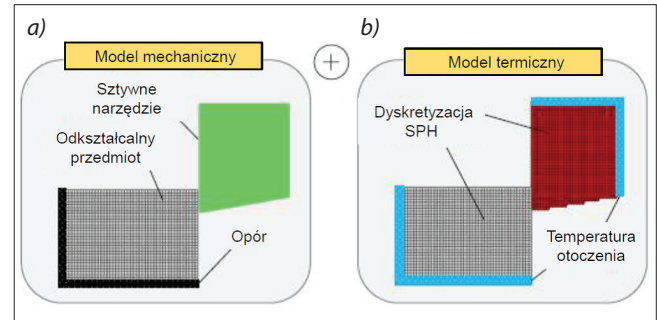 a)
Model mechaniczny
Sztywne
narzędzie
Odkształcalny
przedmiot
Opór
+
b)
Model termiczny
Dyskretyzacja
SPH
Temperatura
otoczenia